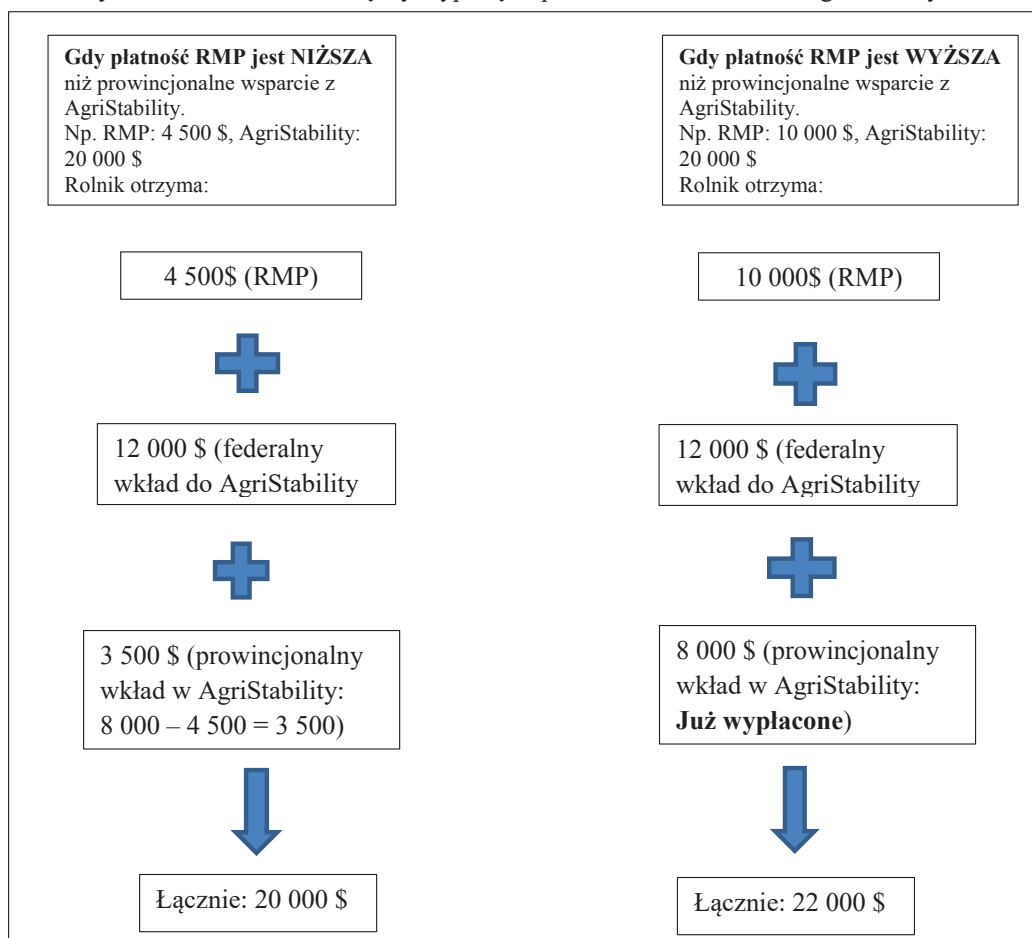 Gdy płatność RMP jest NIŻSZA
niż prowincjonalne wsparcie z
AgriStability.
Np. RMP: 4 500 $, AgriStability:
20 000 $
Rolnik otrzyma:
4 500$ (RMP)
12 000 $ (federalny
wkład do AgriStability
3 500 $ (prowincjonalny
wkład w AgriStability:
8 000 – 4 500 = 3 500)
Łącznie: 20 000 $
Gdy płatność RMP jest WYŻSZA
niż prowincjonalne wsparcie z
AgriStability.
Np. RMP: 10 000 $, AgriStability:
20 000 $
Rolnik otrzyma:
10 000$ (RMP)
12 000 $ (federalny
wkład do AgriStability
8 000 $ (prowincjonalny
wkład w AgriStability:
Już wypłacone)
Łącznie: 22 000 $